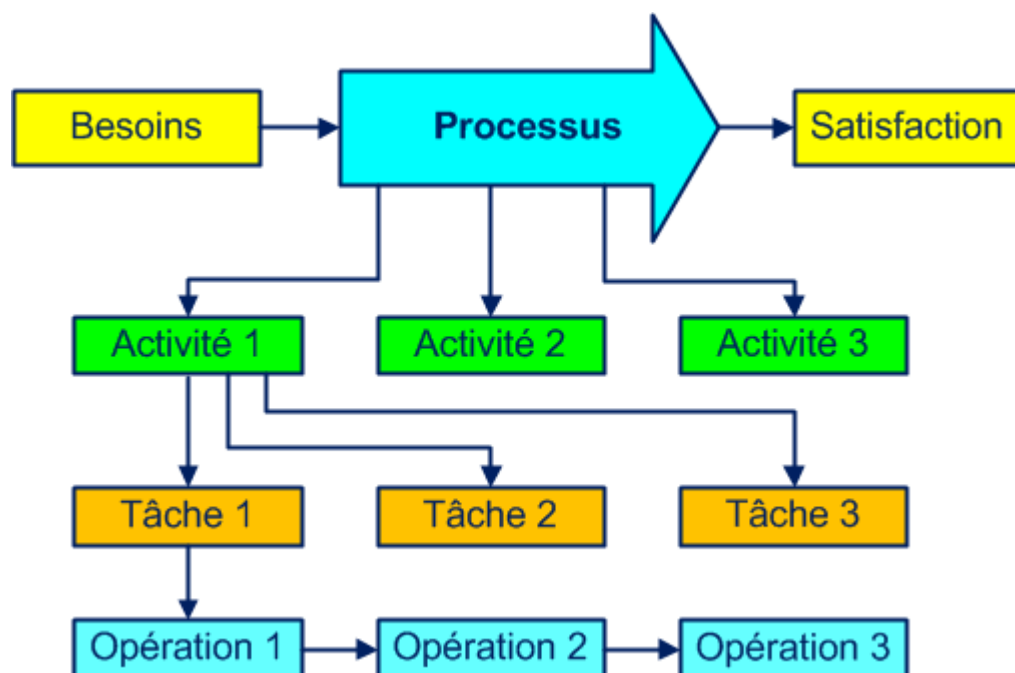 Besoins
Processus
Satisfaction
Activité 1
Activité 2
Activité 3
Tâche 1
Tâche 2
Tâche 3
Opération 1
Opération 2
Opération 3